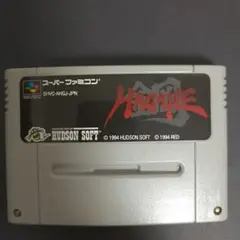 スーパーファミコン
SHVC-AHGJ-JPN
HAGANE
HUDSON SOFT
© 1994 HUDSON SOFT © 1994 RED